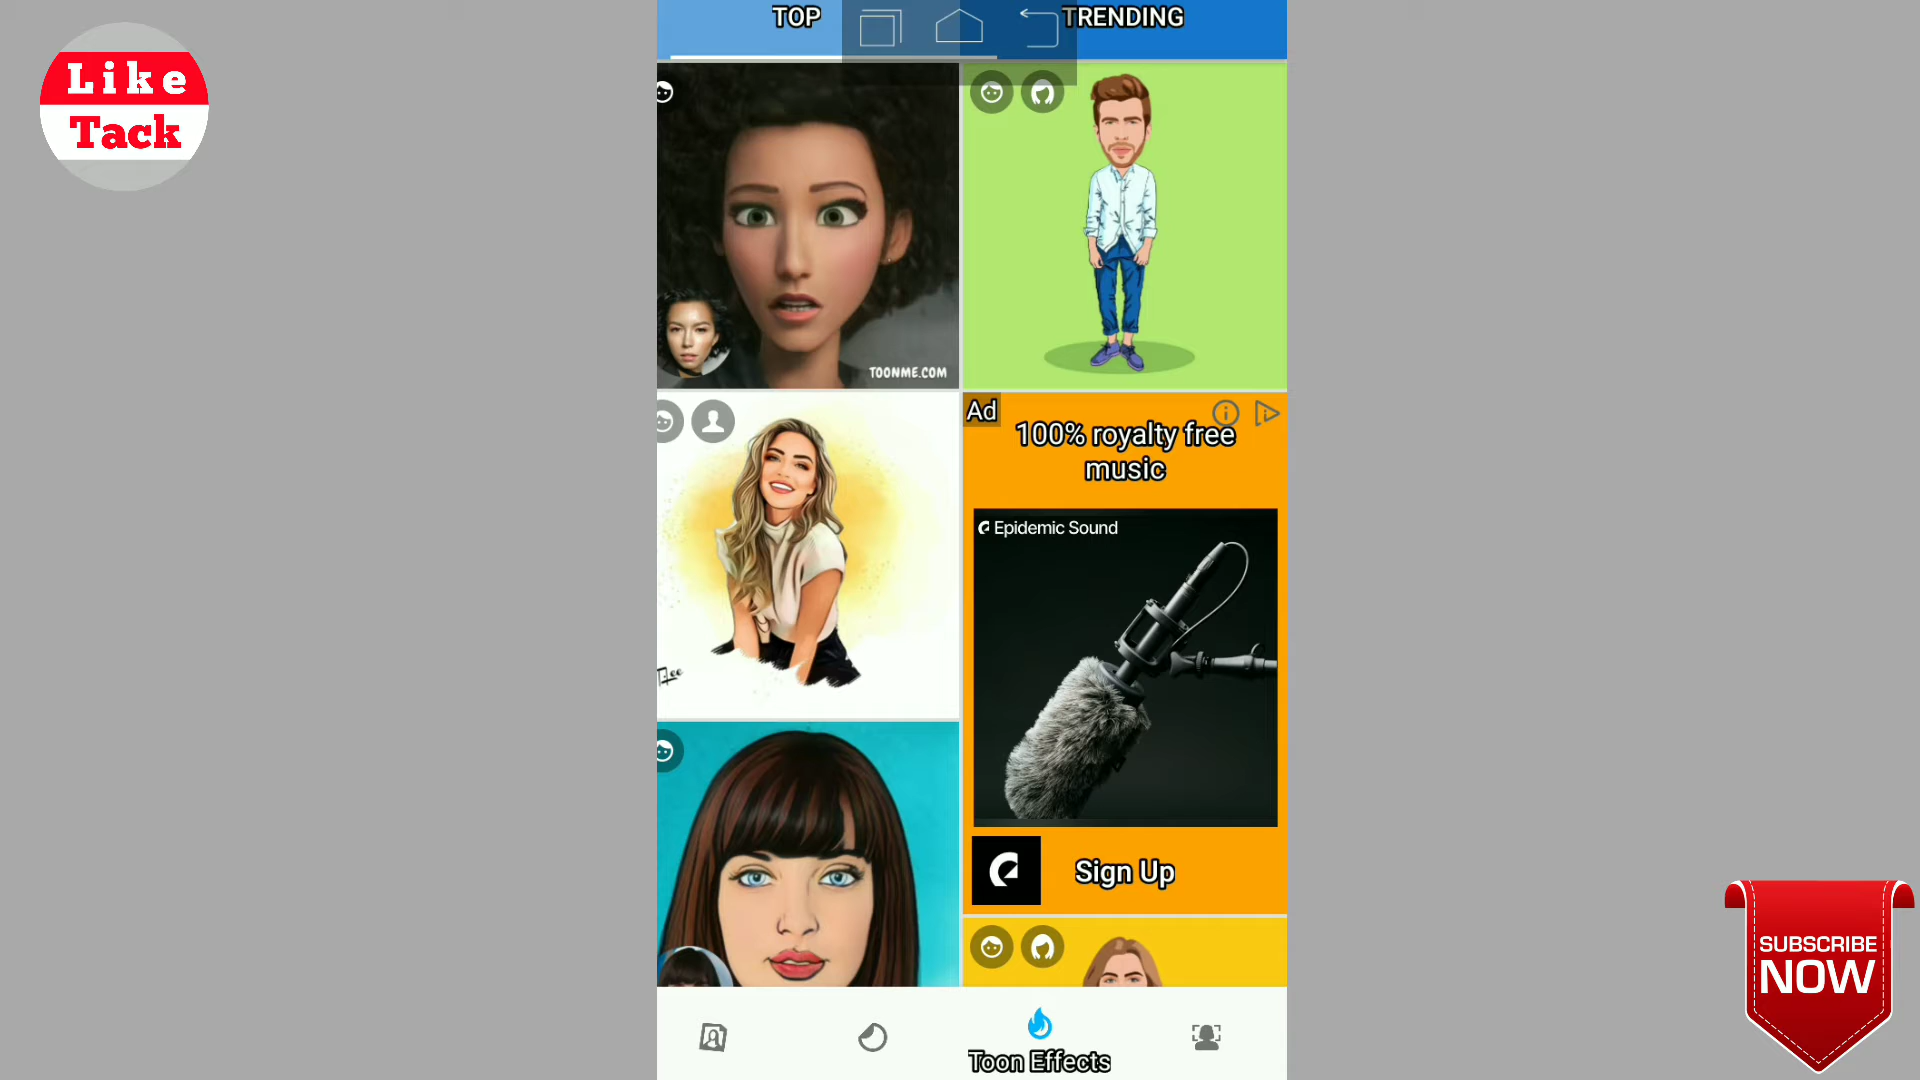 TOP
TRENDING
Like
Tack
TOONME.COM
Ad
100% royalty free
music
Epidemic Sound
Sign Up
SUBSCRIBE
NOW
Toon Effects